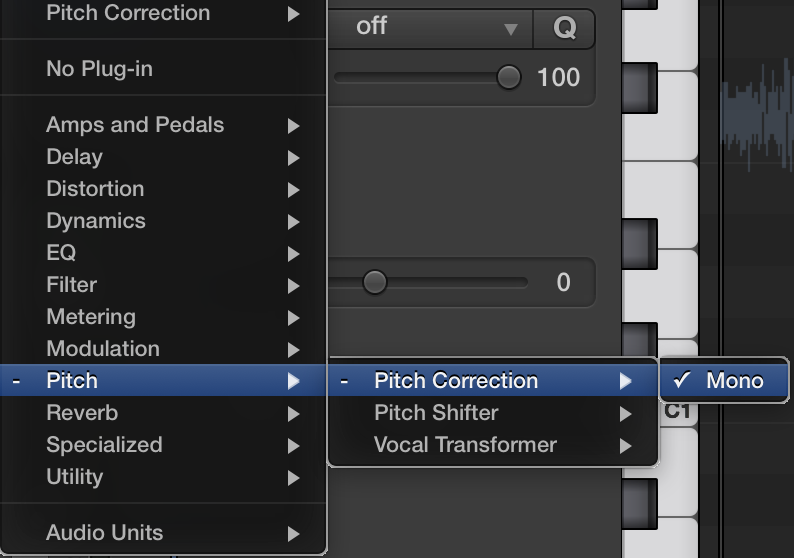 Pitch Correction
off
Q
100
No Plug-in
Amps and Pedals
Delay
Distortion
Dynamics
EQ
Filter
0
Metering
Modulation
- Pitch
- Pitch Correction
✓ Mono
Reverb
Pitch Shifter
C1
Specialized
Vocal Transformer
Utility
Audio Units